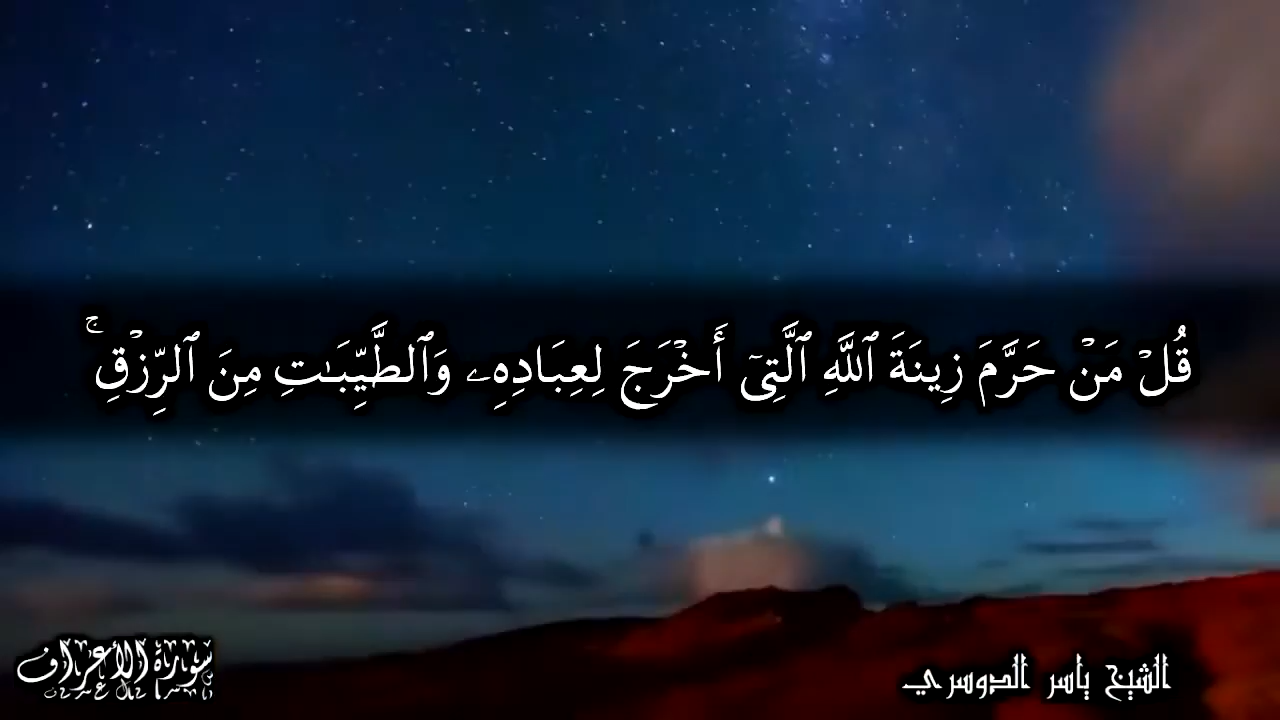 قُلْ مَنْ حَرَّمَ زِينَةَ ٱللَّهِ ٱلَّتِىٓ أَخْرَجَ لِعِبَادِهِۦ وَٱلطَّيِّبَـٰتِ مِنَ ٱلرِّزْقِ ۚ
سورة الأعراف
الشيخ ياسر الدوسري